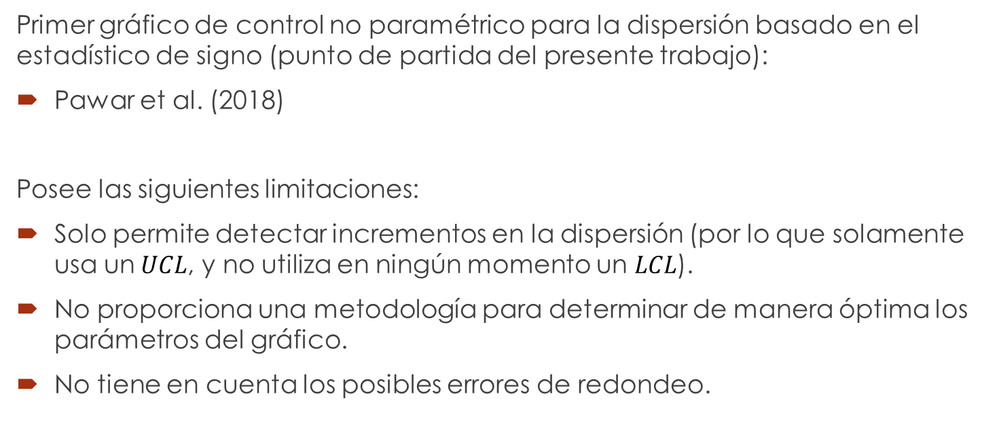 Primer gráfico de control no paramétrico para la dispersión basado en el
estadístico de signo (punto de partida del presente trabajo):
Pawar et al. (2018)
Posee las siguientes limitaciones:
Solo permite detectar incrementos en la dispersión (por lo que solamente
usa un UCL, y no utiliza en ningún momento un LCL).
No proporciona una metodología para determinar de manera óptima los
parámetros del gráfico.
No tiene en cuenta los posibles errores de redondeo.